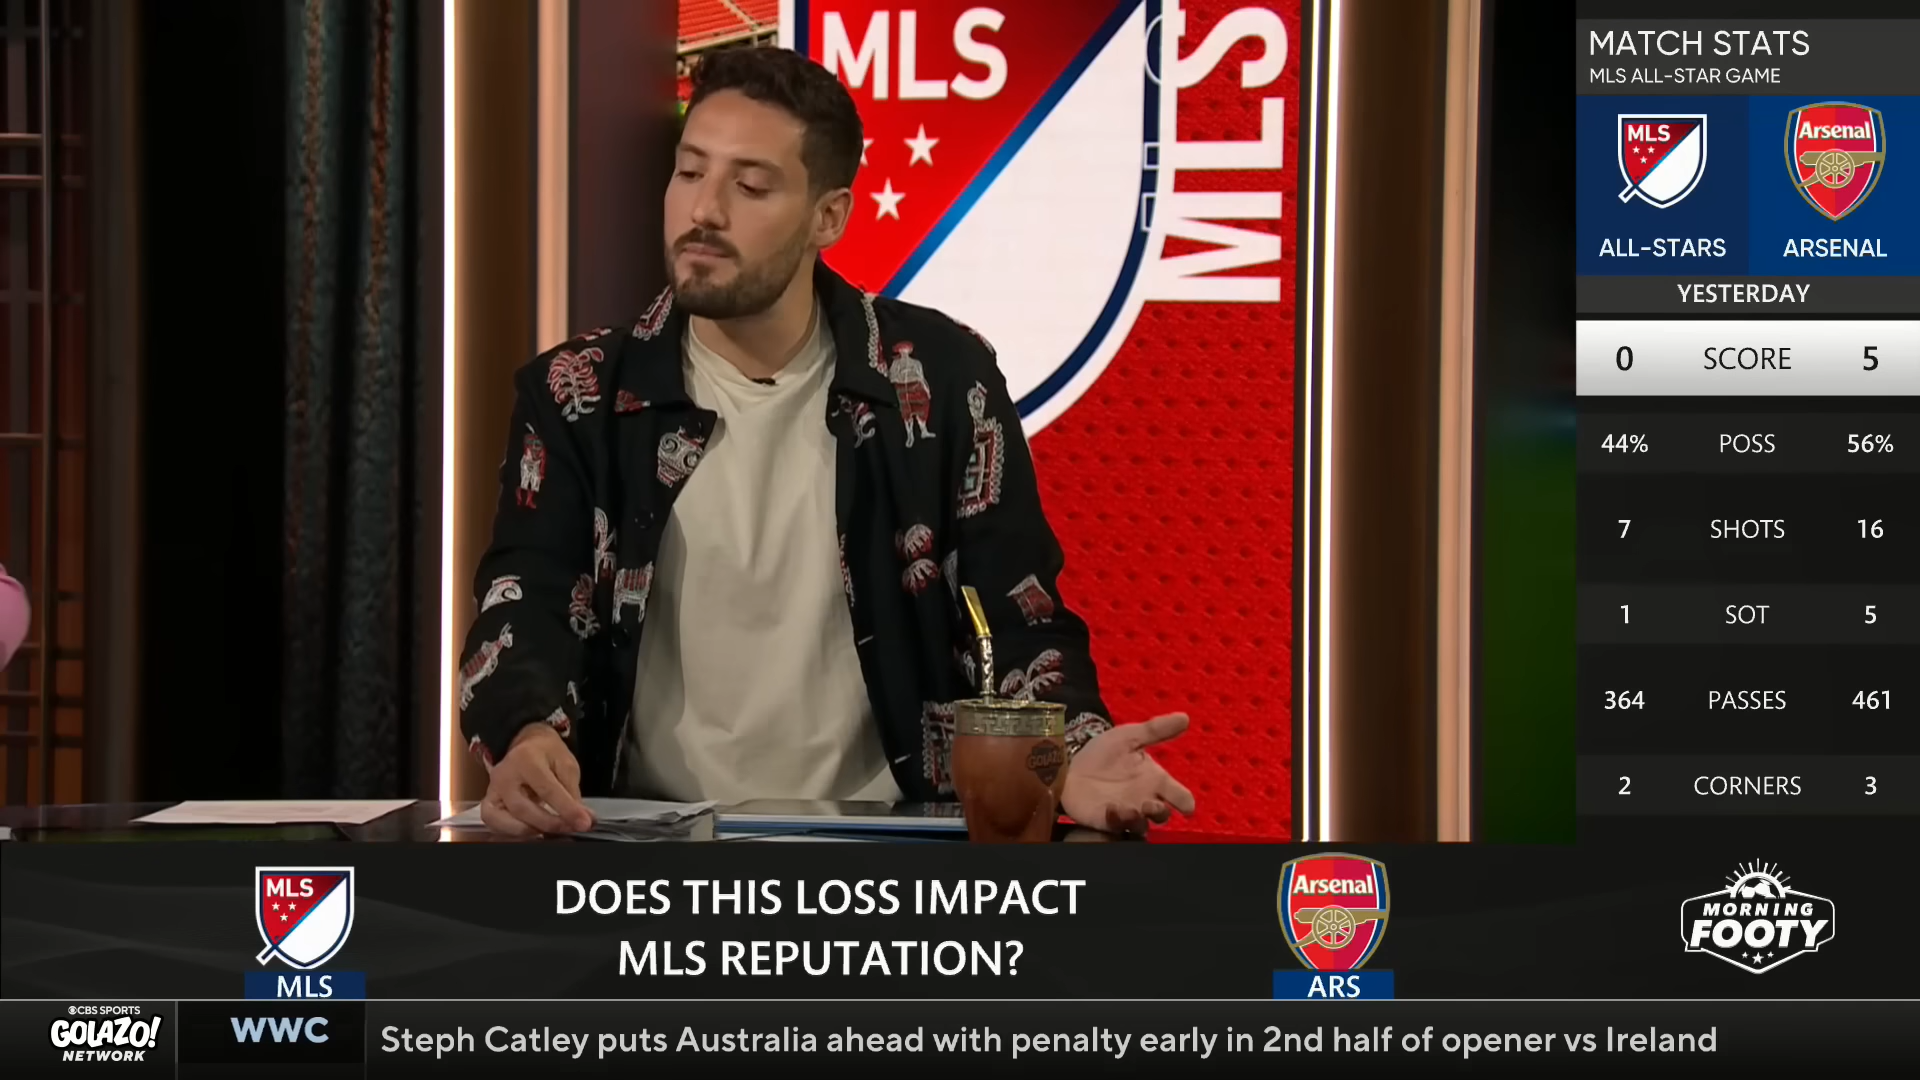 MLS
MLS
MATCH STATS
MLS ALL-STAR GAME
MLS
Arsenal
ALL-STARS
ARSENAL
YESTERDAY
0 SCORE 5
44% POSS 56%
7 SHOTS 16
1 SOT 5
364 PASSES 461
2 CORNERS 3
GOLAZO
MLS
MLS
DOES THIS LOSS IMPACT
MLS REPUTATION?
Arsenal
ARS
MORNING
FOOTY
CBS SPORTS
GOLAZO!
NETWORK
WWC
Steph Catley puts Australia ahead with penalty early in 2nd half of opener vs Ireland